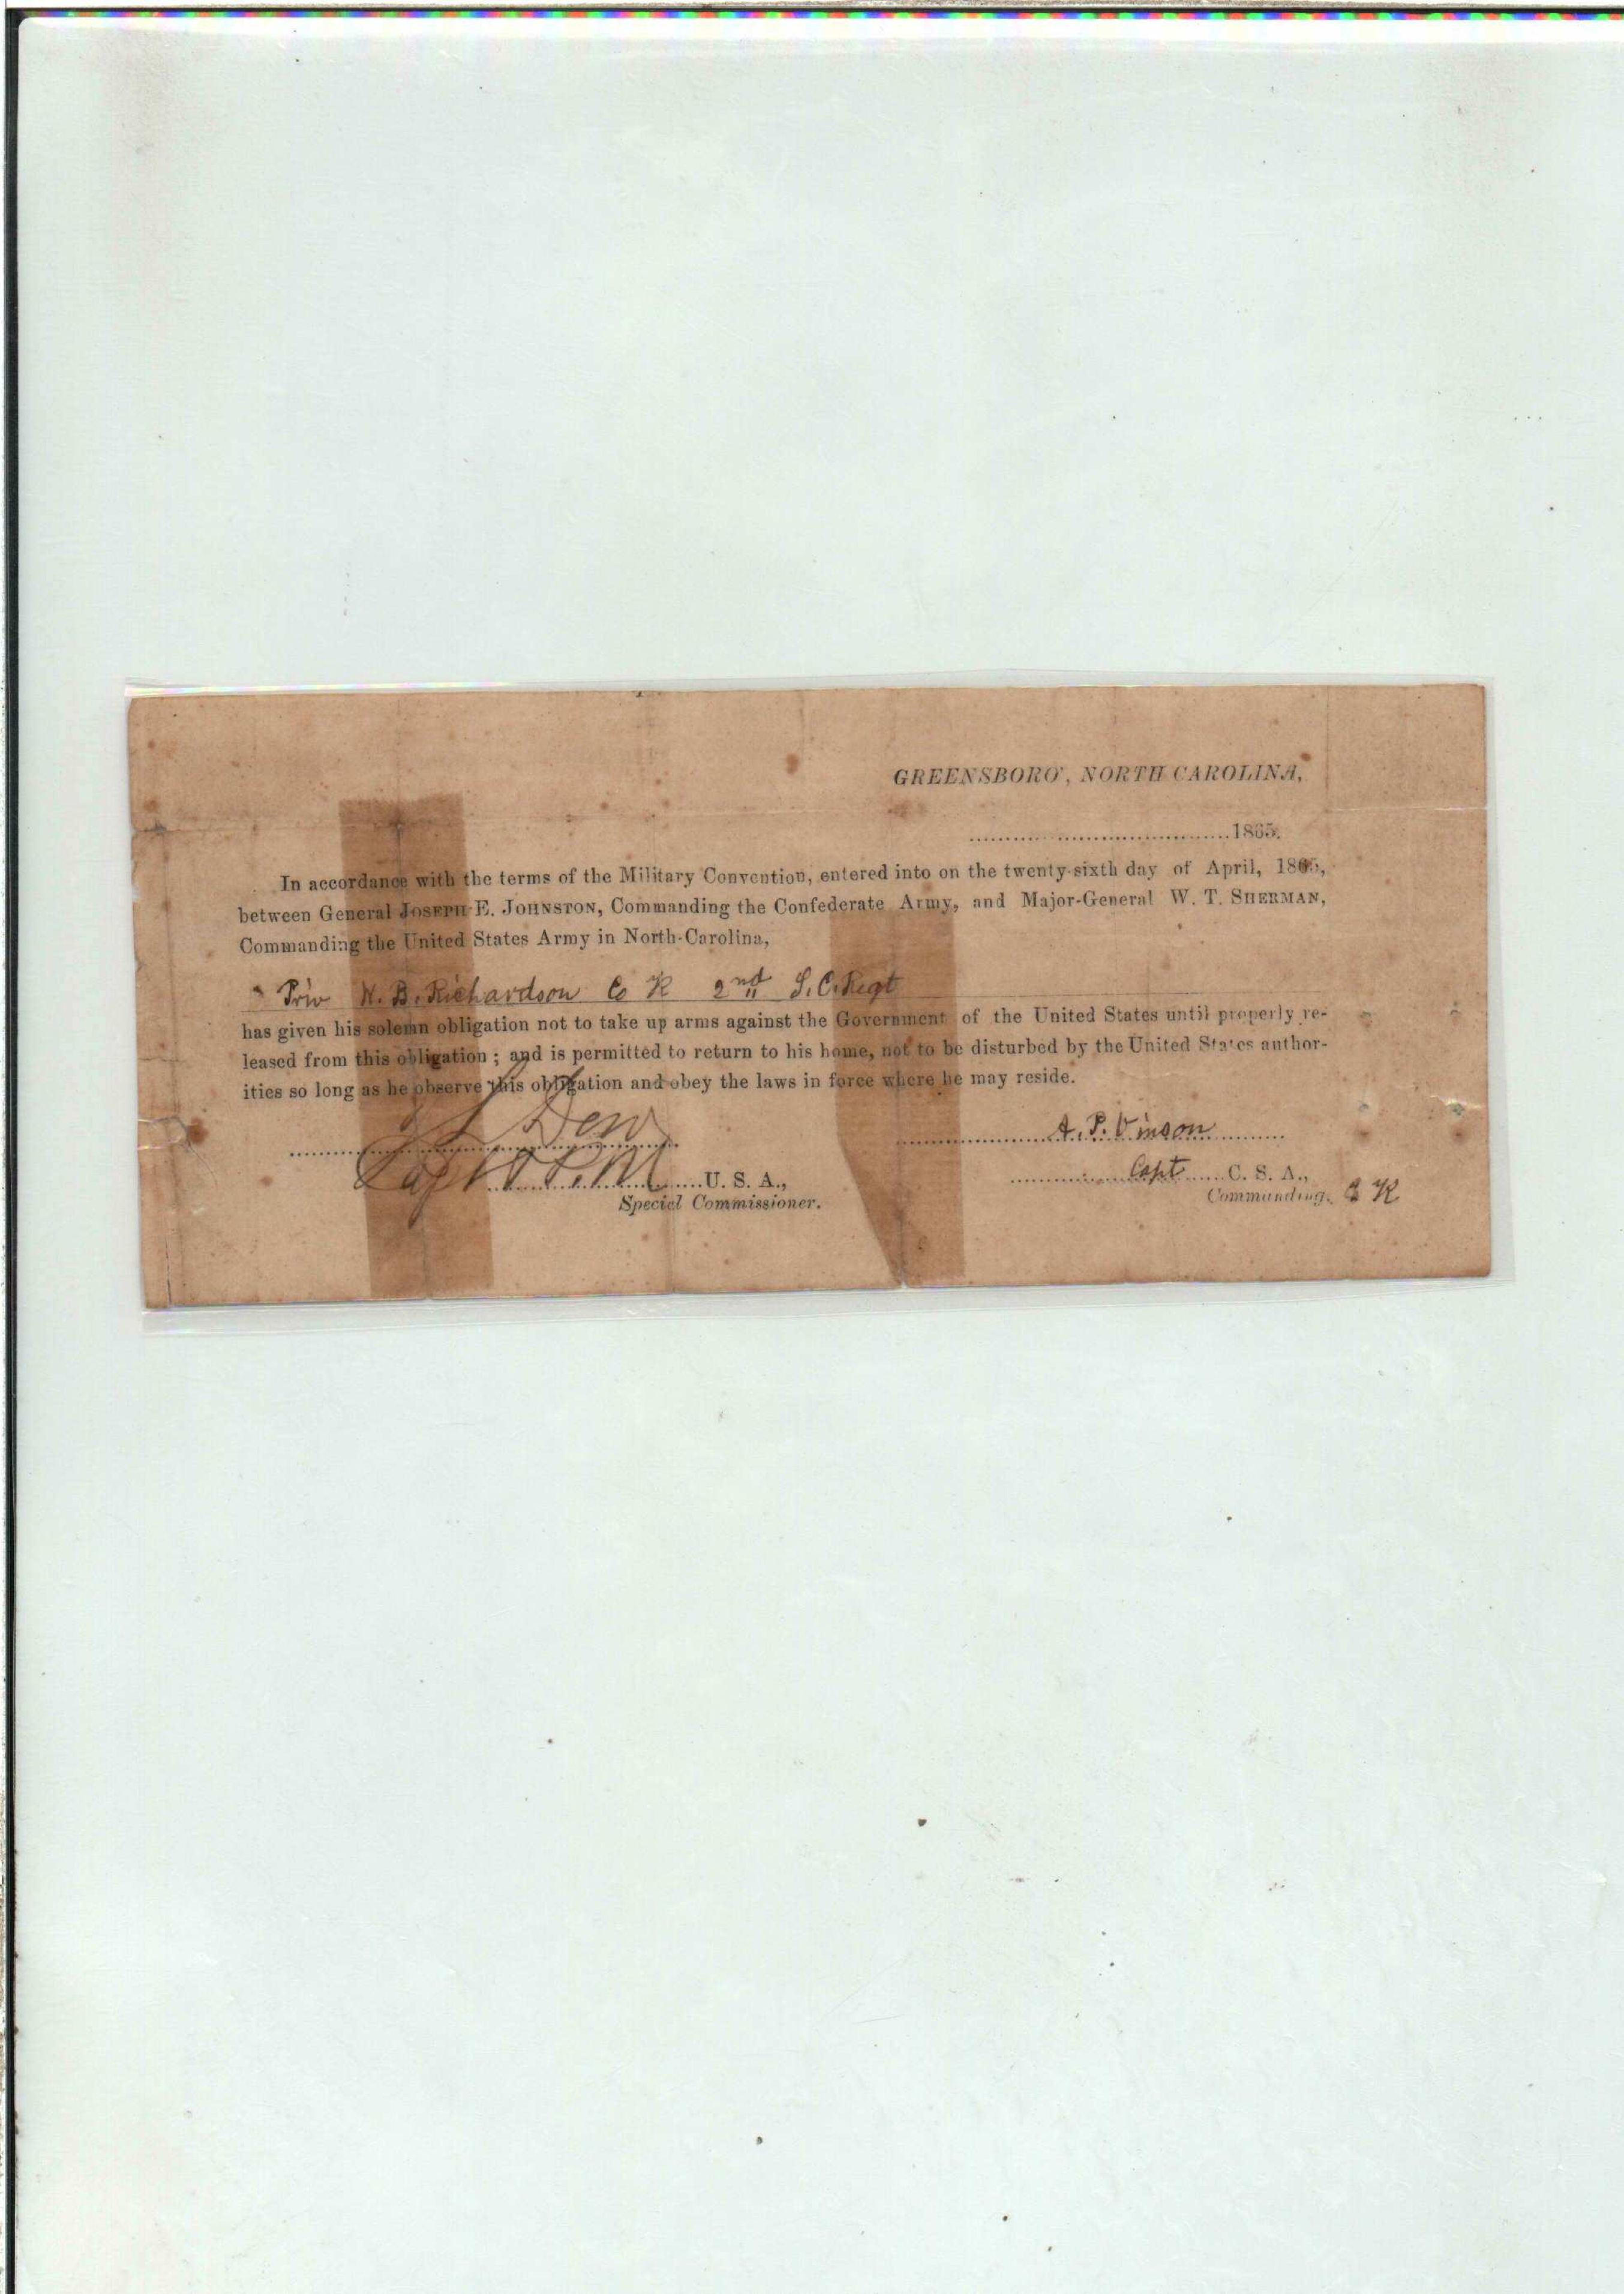 GREENSBORO', NORTH CAROLINA,
1865.
In accordance with the terms of the Military Convention, entered into on the twenty-sixth day of April, 1865,
between General JOSEPH E. JOHNSTON, Commanding the Confederate Army, and Major-General W. T. SHERMAN,
Commanding the United States Army in North-Carolina,
Priv W. B. Richardson Co K 2nd S. C. Regt
has given his solemn obligation not to take up arms against the Government of the United States until properly re-
leased from this obligation ; and is permitted to return to his home, not to be disturbed by the United States author-
ities so long as he observe this obligation and obey the laws in force where he may reside.
A. P. Vinson
Capt U. S. A.,
Capt C. S. A.,
Special Commissioner.
Commanding. K